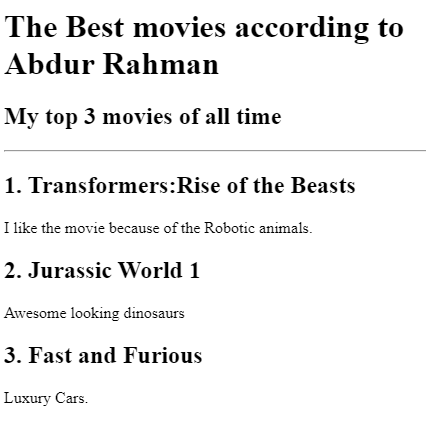 The Best movies according to
Abdur Rahman
My top 3 movies of all time
1. Transformers:Rise of the Beasts
I like the movie because of the Robotic animals.
2. Jurassic World 1
Awesome looking dinosaurs
3. Fast and Furious
Luxury Cars.